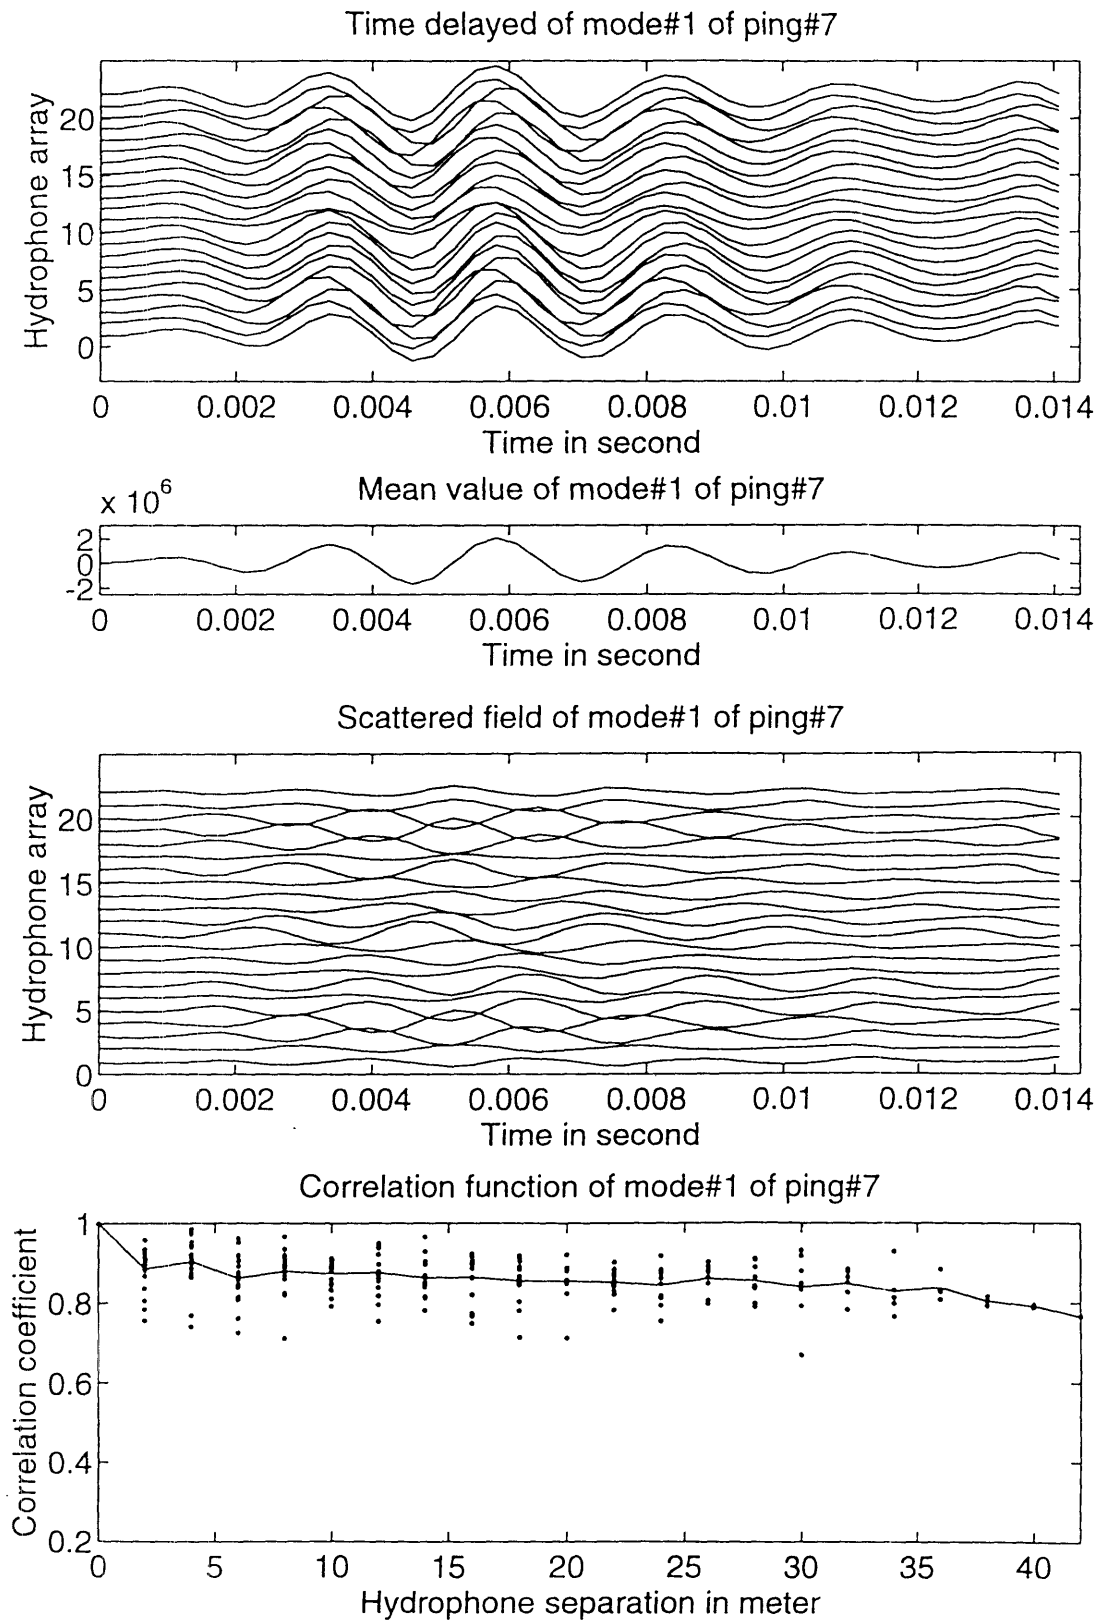 Time delayed of mode#1 of ping#7
Hydrophone array
20
15
10
5
0
0 0.002 0.004 0.006 0.008 0.01 0.012 0.014
Time in second
x 10^6
Mean value of mode#1 of ping#7
2
0
-2
0 0.002 0.004 0.006 0.008 0.01 0.012 0.014
Time in second
Scattered field of mode#1 of ping#7
Hydrophone array
20
15
10
5
0
0 0.002 0.004 0.006 0.008 0.01 0.012 0.014
Time in second
Correlation function of mode#1 of ping#7
Correlation coefficient
1
0.8
0.6
0.4
0.2
0 5 10 15 20 25 30 35 40
Hydrophone separation in meter